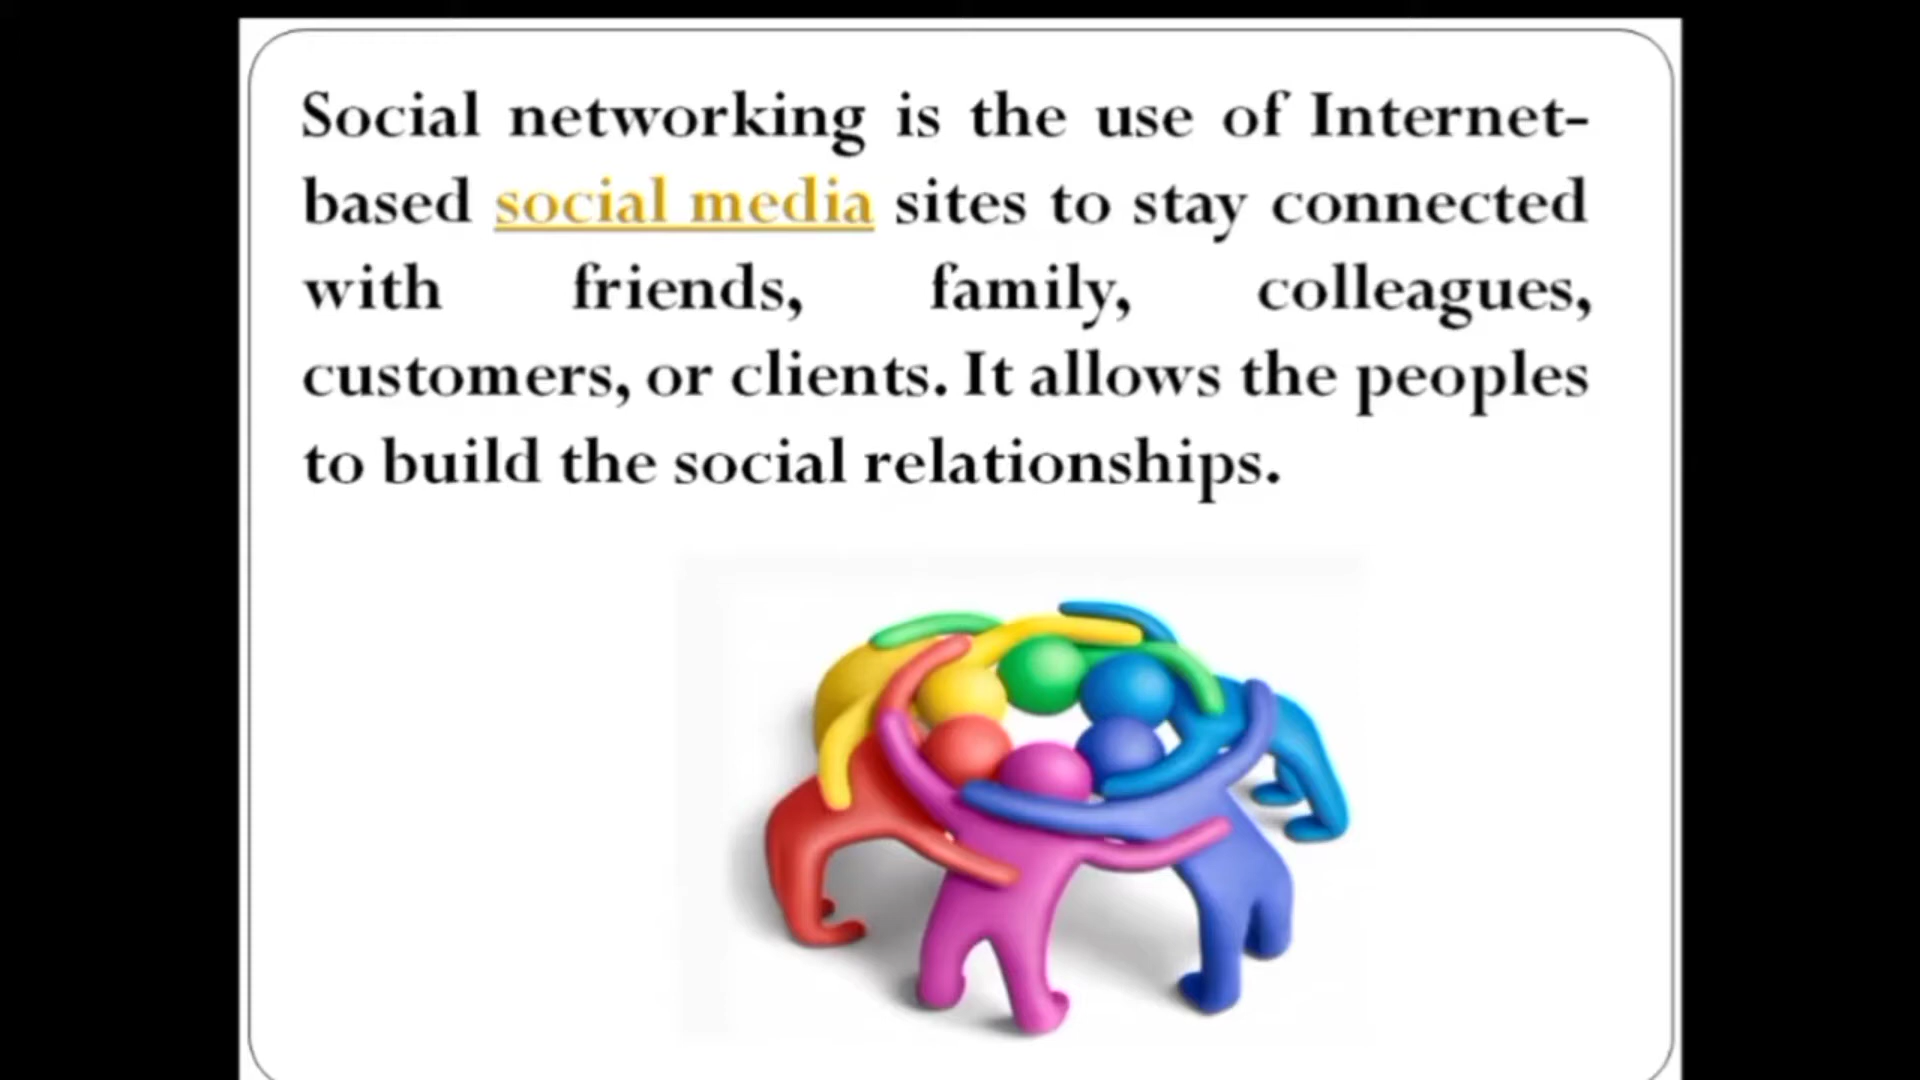 Social networking is the use of Internet-
based social media sites to stay connected
with friends, family, colleagues,
customers, or clients. It allows the peoples
to build the social relationships.